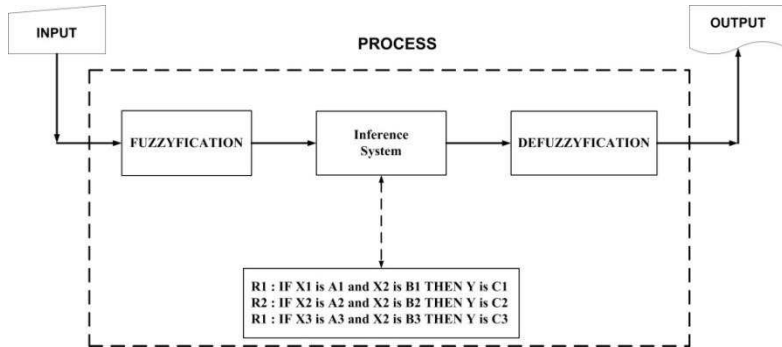 INPUT
OUTPUT
PROCESS
FUZZYFICATION
Inference
System
DEFUZZYFICATION
R1 : IF X1 is A1 and X2 is B1 THEN Y is C1
R2 : IF X2 is A2 and X2 is B2 THEN Y is C2
R1 : IF X3 is A3 and X2 is B3 THEN Y is C3